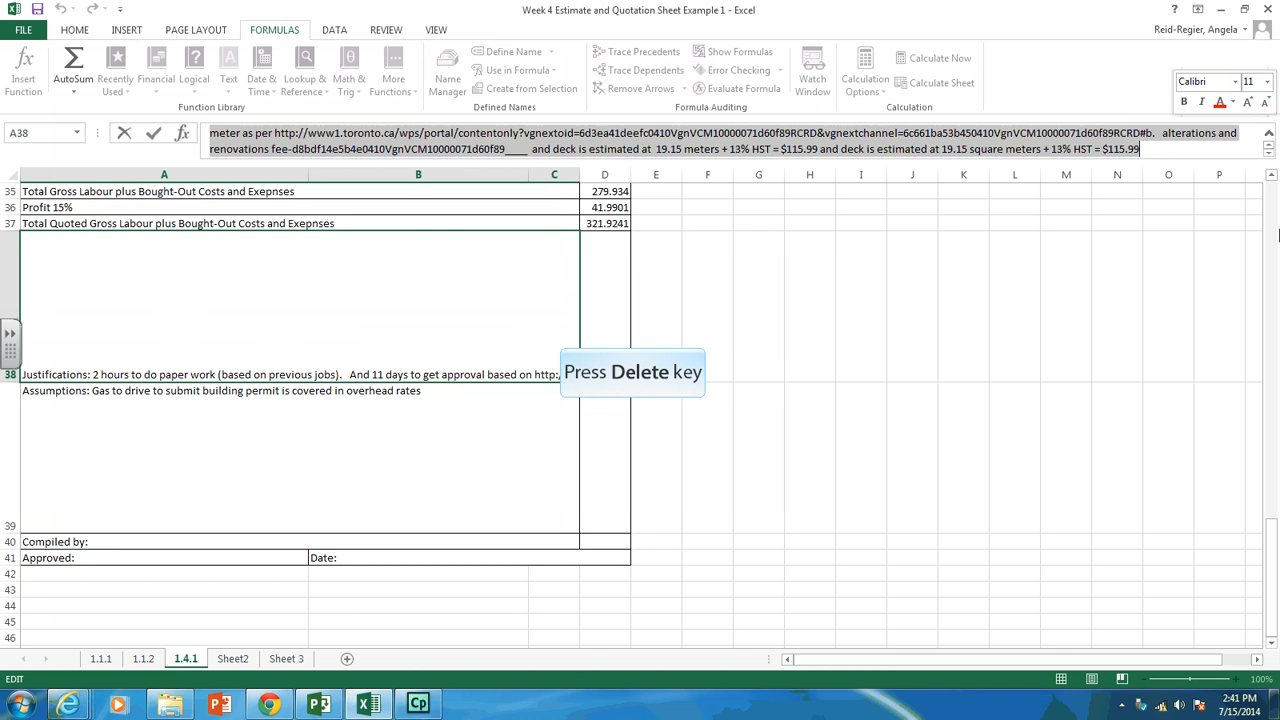 Week 4 Estimate and Quotation Sheet Example 1 - Excel
FILE HOME INSERT PAGE LAYOUT FORMULAS DATA REVIEW VIEW
Reid-Regier, Angela
Insert Function
AutoSum
Recently Used
Financial
Logical
Text
Date & Time
Lookup & Reference
Math & Trig
More Functions
Function Library
Name Manager
Define Name
Use in Formula
Create from Selection
Defined Names
Trace Precedents
Trace Dependents
Remove Arrows
Show Formulas
Error Checking
Evaluate Formula
Formula Auditing
Watch Window
Calculation Options
Calculate Now
Calculate Sheet
Calculation
Calibri 11
B I A A A
A38 fx
meter as per http://www1.toronto.ca/wps/portal/contentonly?vgnextoid=6d3ea41deefc0410VgnVCM10000071d60f89RCRD&vgnextchannel=6c661ba53b450410VgnVCM10000071d60f89RCRD#b. alterations and
renovations fee-d8bdf14e5b4e0410VgnVCM10000071d60f89____ and deck is estimated at 19.15 meters + 13% HST = $115.99 and deck is estimated at 19.15 square meters + 13% HST = $115.99
A B C D E F G H I J K L M N O P
35 Total Gross Labour plus Bought-Out Costs and Exepnses 279.934
36 Profit 15% 41.9901
37 Total Quoted Gross Labour plus Bought-Out Costs and Exepnses 321.9241
38 Justifications: 2 hours to do paper work (based on previous jobs). And 11 days to get approval based on http:
Press Delete key
Assumptions: Gas to drive to submit building permit is covered in overhead rates
39
40 Compiled by:
41 Approved: Date:
42
43
44
45
46
1.1.1 1.1.2 1.4.1 Sheet2 Sheet 3
EDIT 100%
2:41 PM
7/15/2014